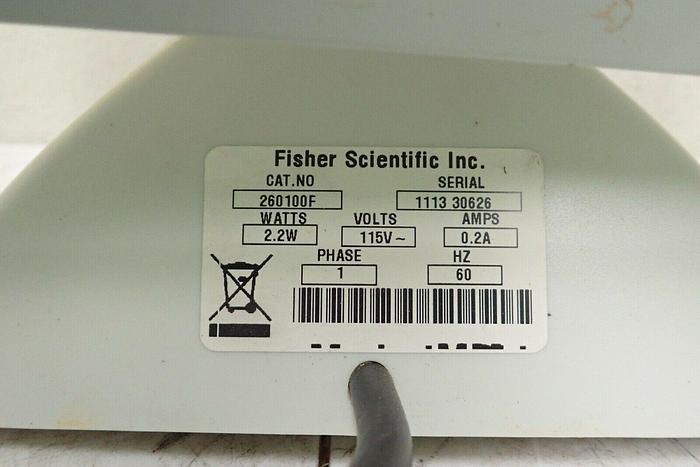 Fisher Scientific Inc.
CAT.NO SERIAL
260100F 1113 30626
WATTS VOLTS AMPS
2.2W 115V~ 0.2A
PHASE HZ
1 60